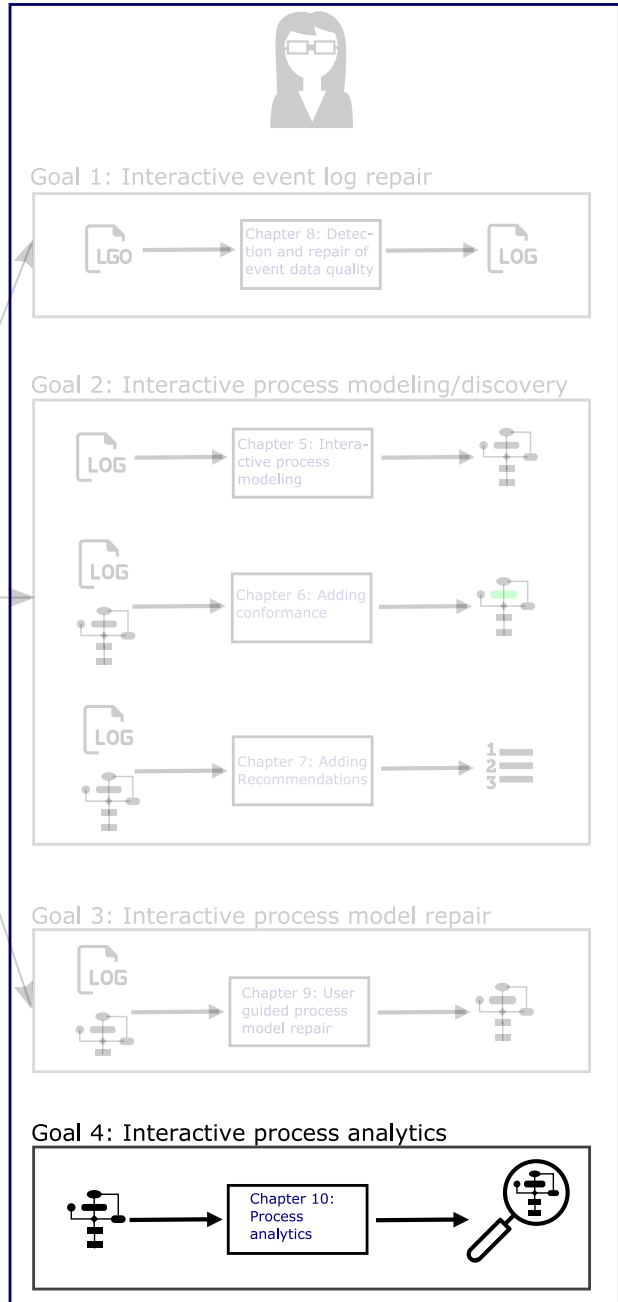 Goal 1: Interactive event log repair
LGO
Chapter 8: Detec-
tion and repair of
event data quality
LOG
Goal 2: Interactive process modeling/discovery
LOG
Chapter 5: Intera-
ctive process
modeling
LOG
Chapter 6: Adding
conformance
LOG
Chapter 7: Adding
Recommendations
1
2
3
Goal 3: Interactive process model repair
LOG
Chapter 9: User
guided process
model repair
Goal 4: Interactive process analytics
Chapter 10:
Process
analytics